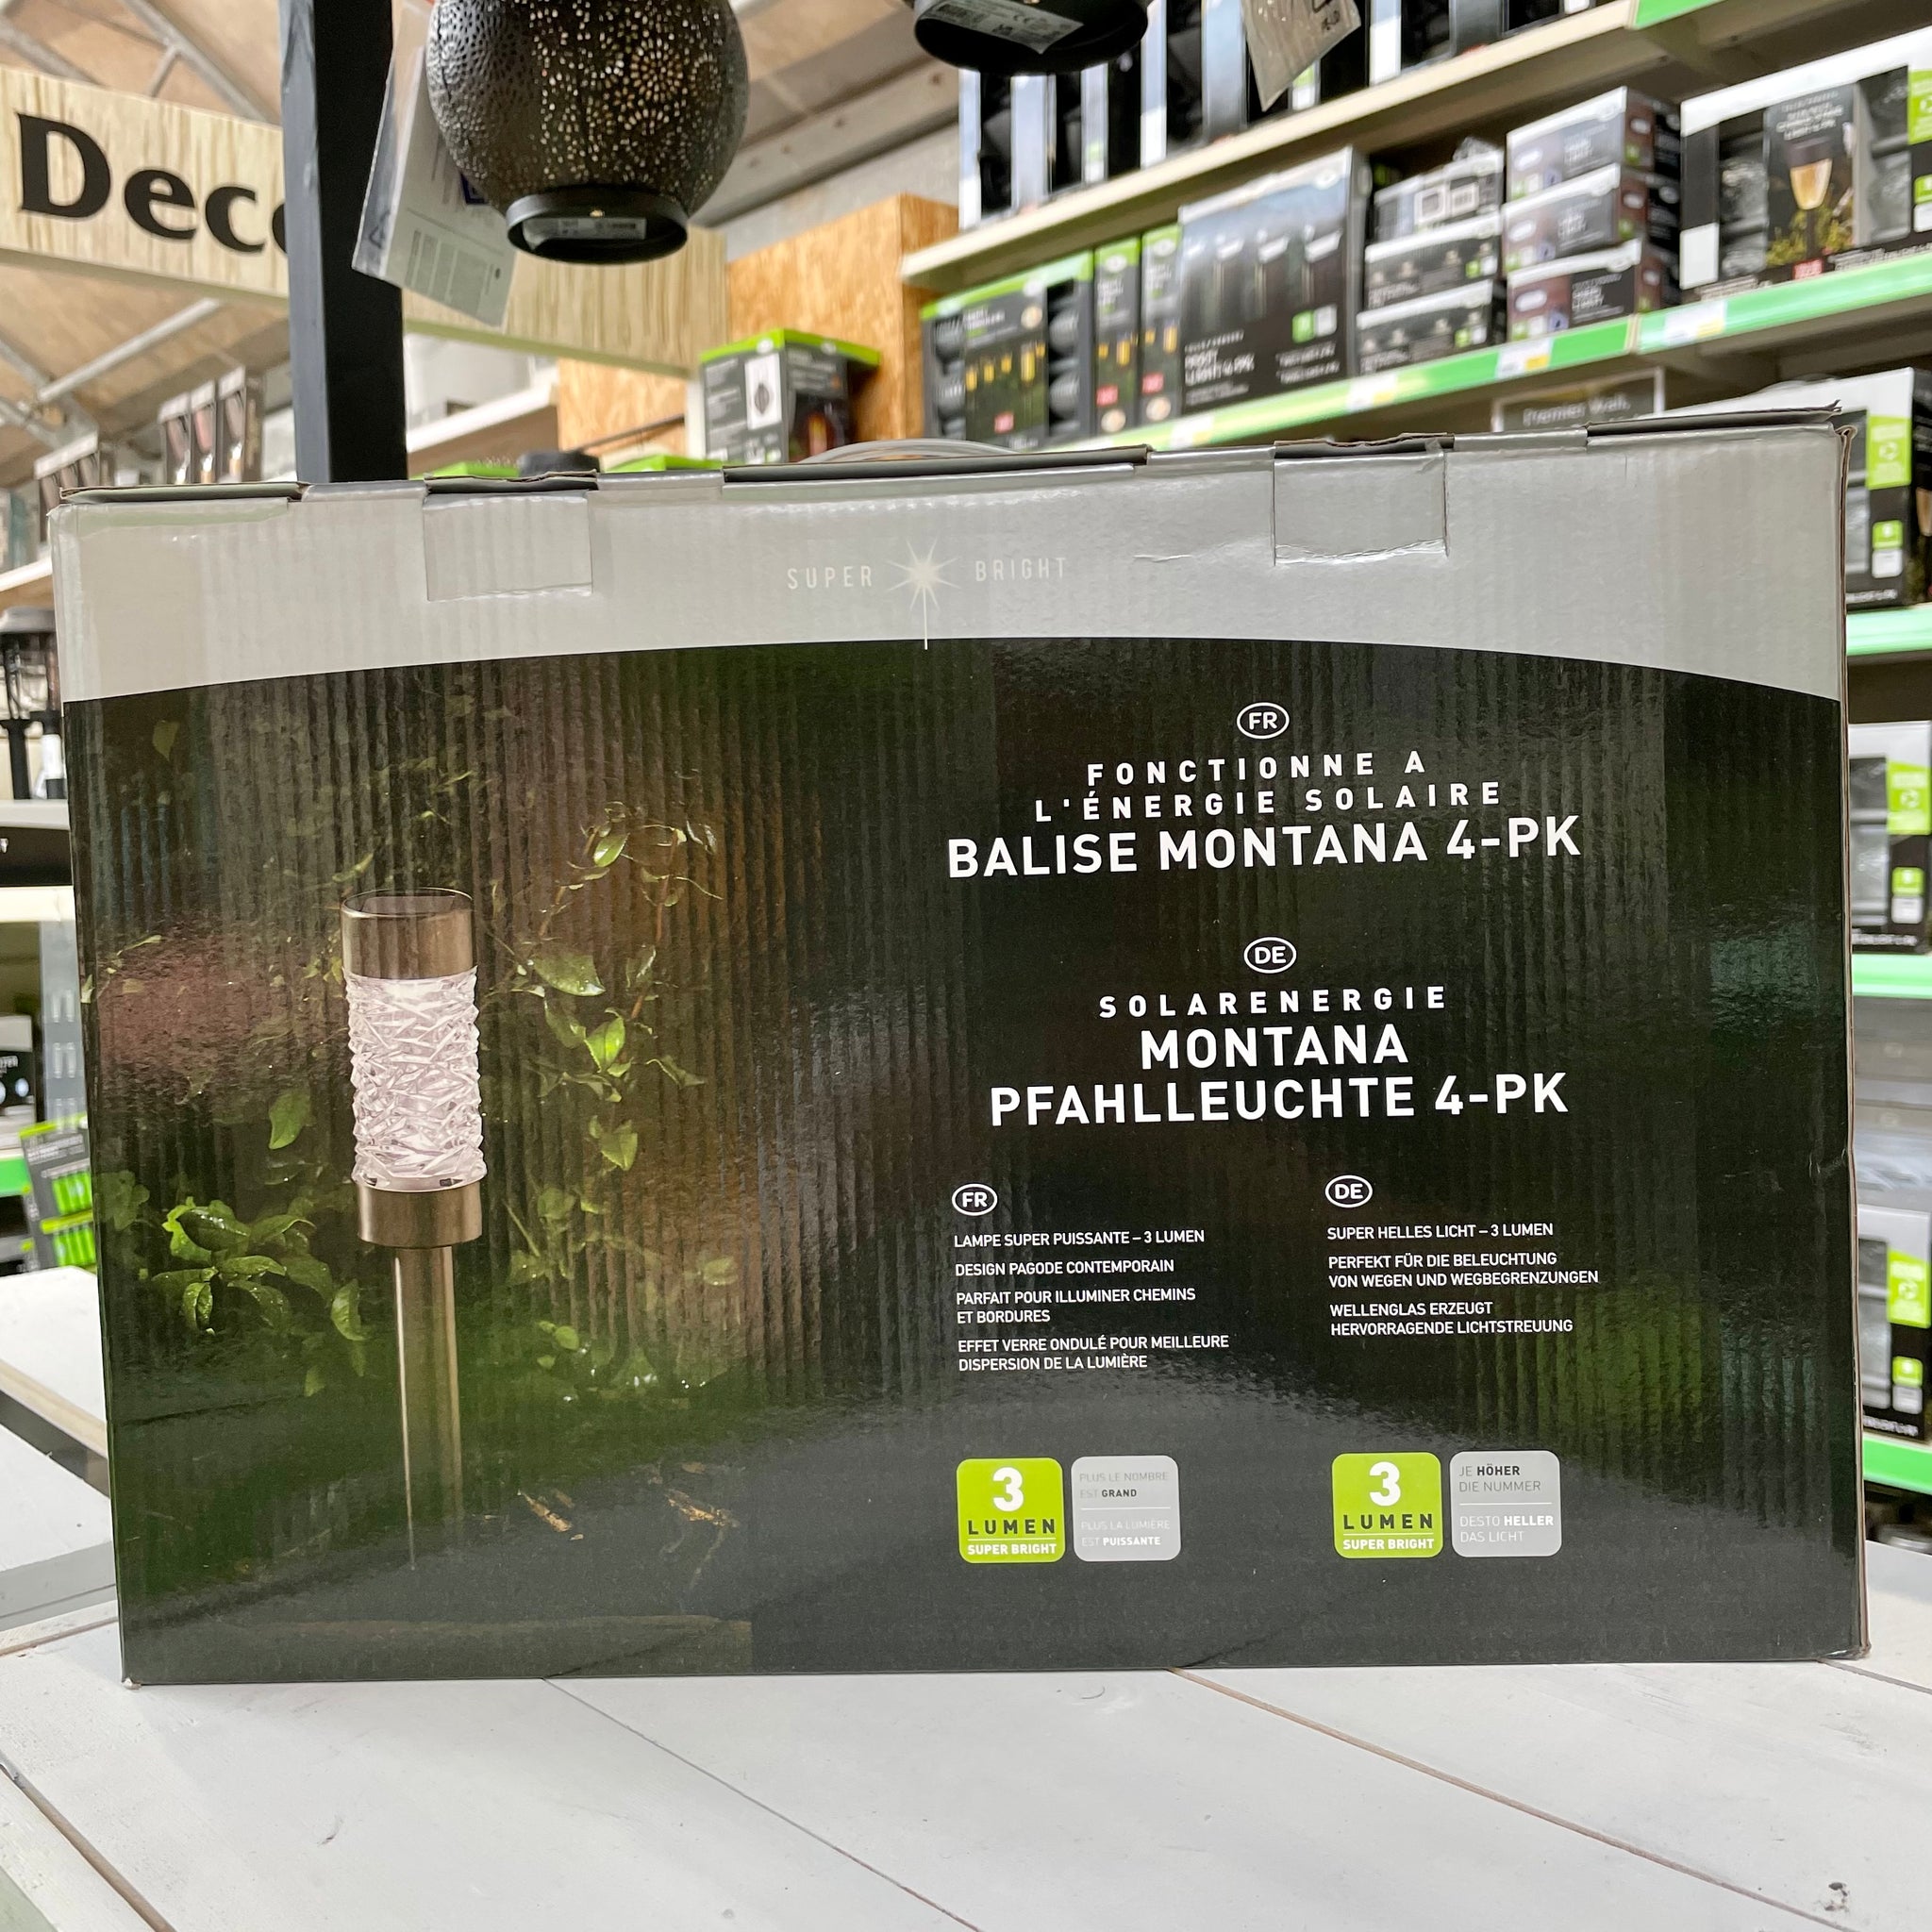 Deco
SUPER BRIGHT
FR
FONCTIONNE A
L'ÉNERGIE SOLAIRE
BALISE MONTANA 4-PK
DE
SOLARENERGIE
MONTANA
PFAHLLEUCHTE 4-PK
FR
LAMPE SUPER PUISSANTE – 3 LUMEN
DESIGN PAGODE CONTEMPORAIN
PARFAIT POUR ILLUMINER CHEMINS
ET BORDURES
EFFET VERRE ONDULÉ POUR MEILLEURE
DISPERSION DE LA LUMIÈRE
DE
SUPER HELLES LICHT – 3 LUMEN
PERFEKT FÜR DIE BELEUCHTUNG
VON WEGEN UND WEGBEGRENZUNGEN
WELLENGLAS ERZEUGT
HERVORRAGENDE LICHTSTREUUNG
3
LUMEN
SUPER BRIGHT
PLUS LE NOMBRE
EST GRAND
PLUS LA LUMIÈRE
EST PUISSANTE
3
LUMEN
SUPER BRIGHT
JE HÖHER
DIE NUMMER
DESTO HELLER
DAS LICHT